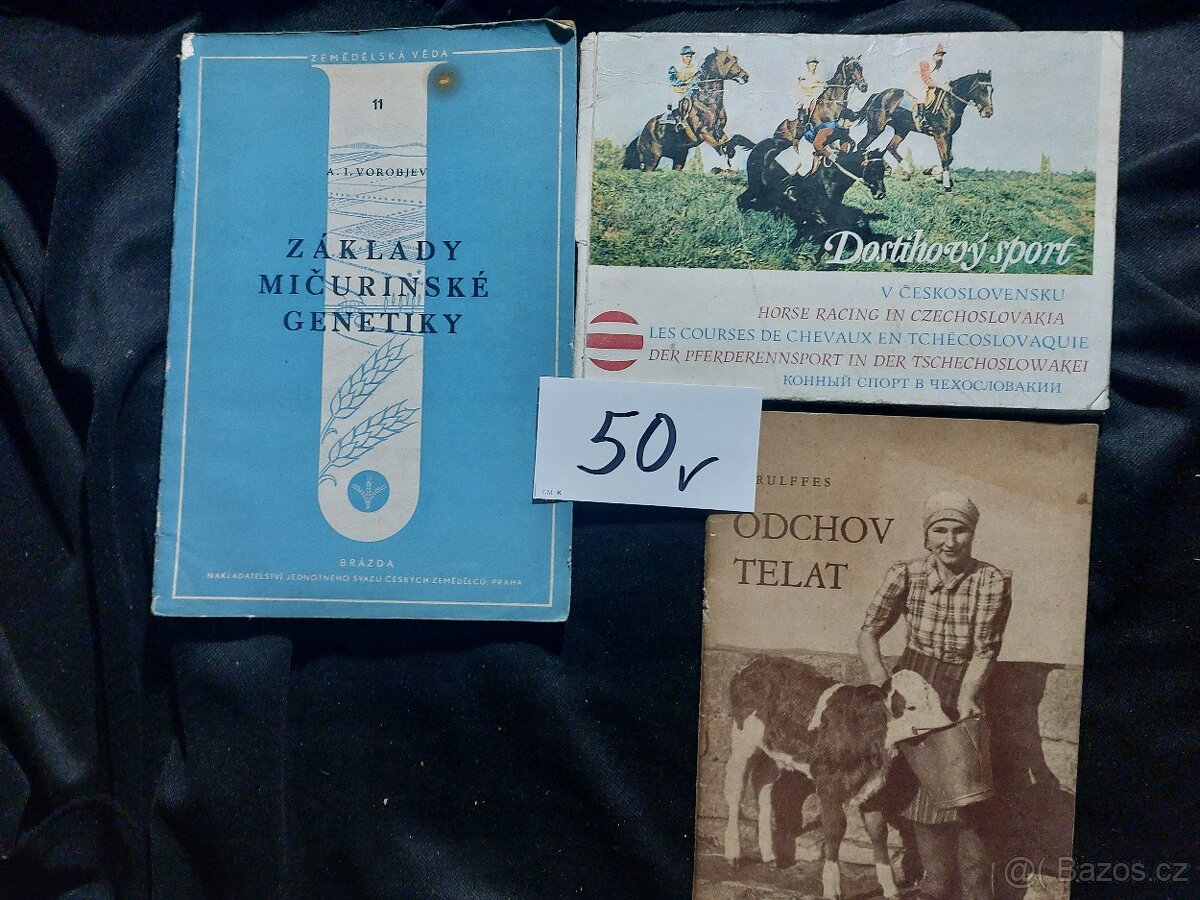 ZEMĚDĚLSKÁ VĚDA
11
A. I. VOROBJEV
ZÁKLADY
MIČURINSKÉ
GENETIKY
BRÁZDA
NAKLADATELSTVÍ JEDNOTNÉHO SVAZU ČESKÝCH ZEMĚDĚLCŮ, PRAHA
Dostihový sport
V ČESKOSLOVENSKU
HORSE RACING IN CZECHOSLOVAKIA
LES COURSES DE CHEVAUX EN TCHÉCOSLOVAQUIE
DER PFERDERENNSPORT IN DER TSCHECHOSLOWAKEI
КОННЫЙ СПОРТ В ЧЕХОСЛОВАКИИ
50
RULFFES
ODCHOV
TELAT
Bazos.cz